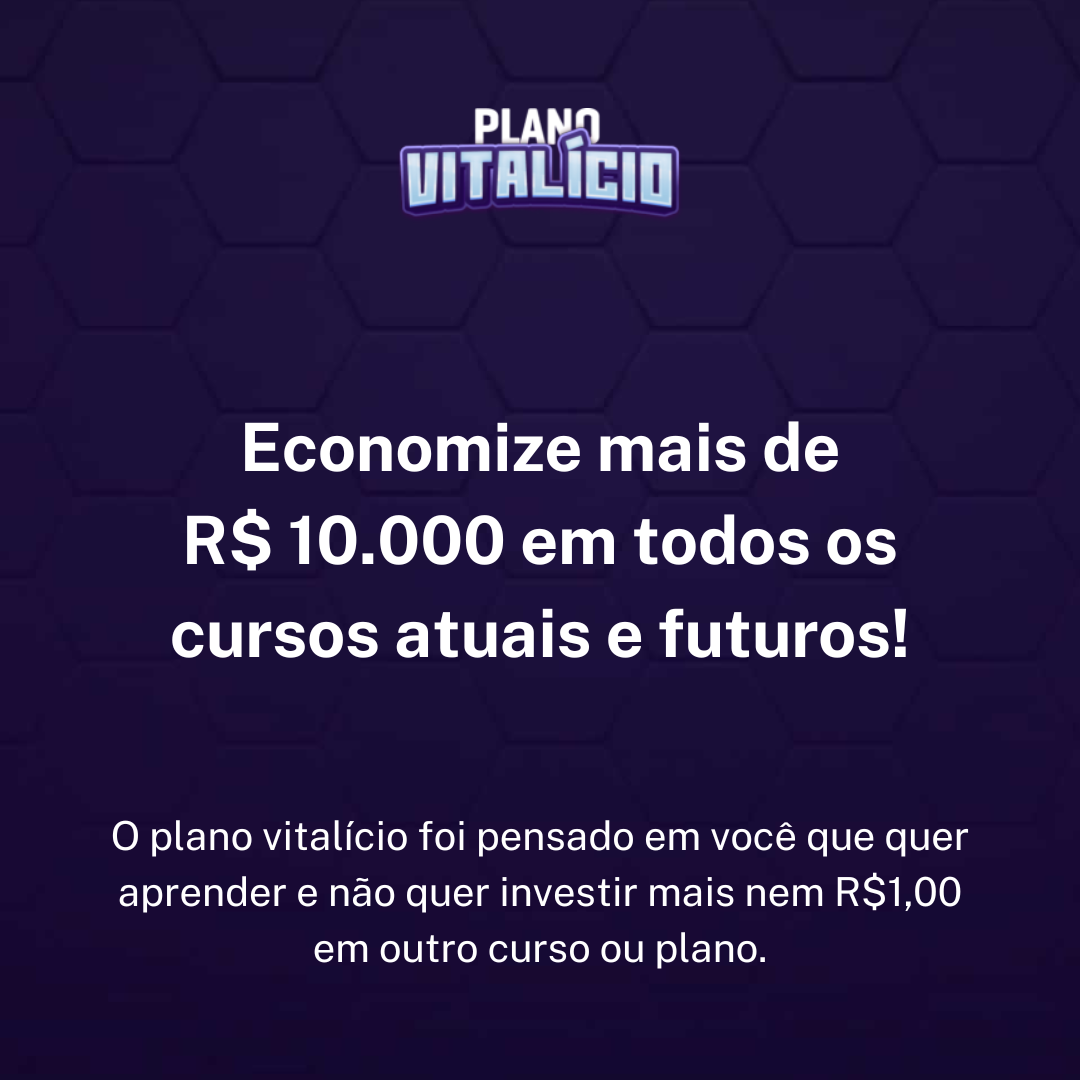 PLANO
VITALÍCIO
Economize mais de
R$ 10.000 em todos os
cursos atuais e futuros!
O plano vitalício foi pensado em você que quer
aprender e não quer investir mais nem R$1,00
em outro curso ou plano.